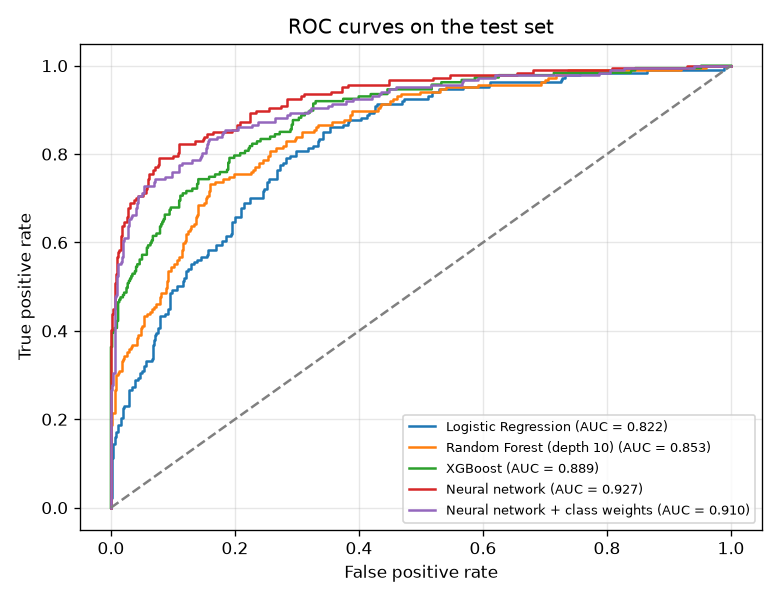 ROC curves on the test set
True positive rate
1.0
0.8
0.6
0.4
0.2
0.0
0.0 0.2 0.4 0.6 0.8 1.0
False positive rate
Logistic Regression (AUC = 0.822)
Random Forest (depth 10) (AUC = 0.853)
XGBoost (AUC = 0.889)
Neural network (AUC = 0.927)
Neural network + class weights (AUC = 0.910)